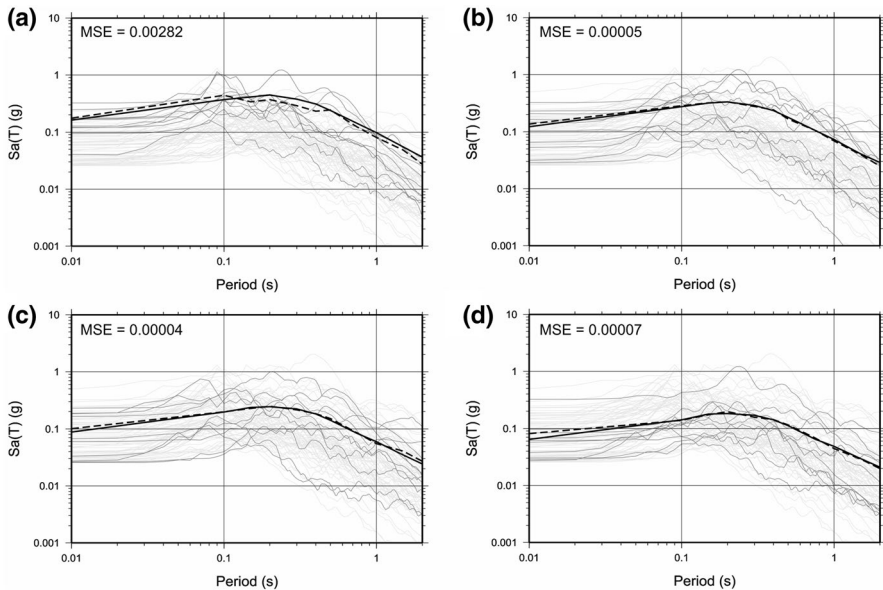 (a)
MSE = 0.00282
10
1
0.1
0.01
0.001
Sa(T) (g)
0.01
0.1
1
Period (s)
(b)
MSE = 0.00005
10
1
0.1
0.01
0.001
Sa(T) (g)
0.01
0.1
1
Period (s)
(c)
MSE = 0.00004
10
1
0.1
0.01
0.001
Sa(T) (g)
0.01
0.1
1
Period (s)
(d)
MSE = 0.00007
10
1
0.1
0.01
0.001
Sa(T) (g)
0.01
0.1
1
Period (s)